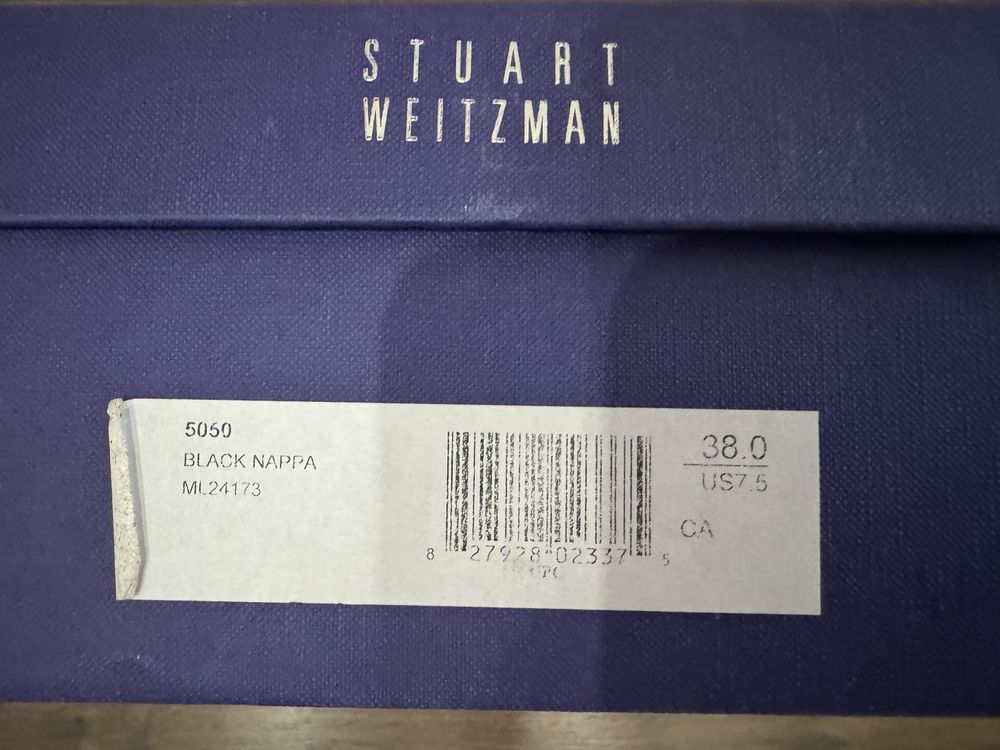 STUART
WEITZMAN
5050
BLACK NAPPA
ML24173
38.0
US7.5
CA
8 27928 02337 5